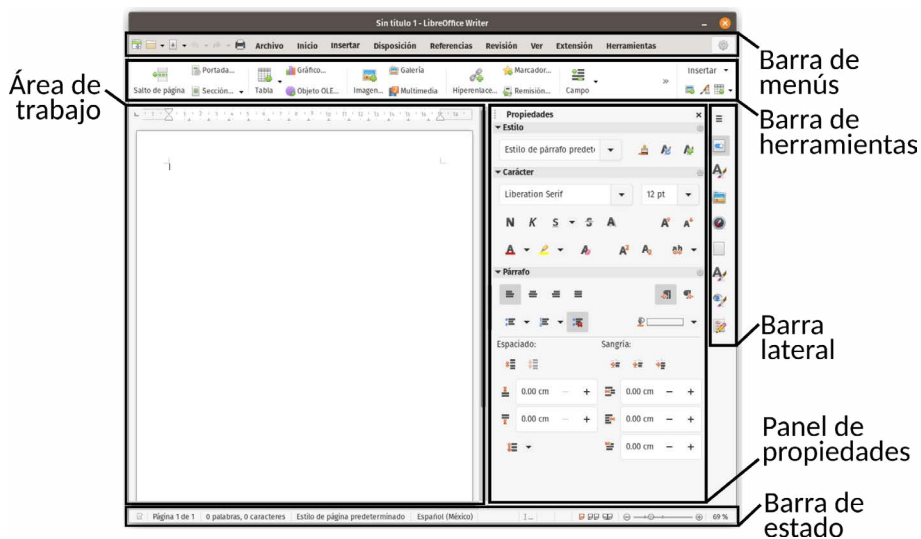 Sin título 1 - LibreOffice Writer
Archivo Inicio Insertar Disposición Referencias Revisión Ver Extensión Herramientas
Barra de
menús
Portada... Gráfico... Galería Marcador... Insertar
Salto de página Sección... Tabla Objeto OLE... Imagen... Multimedia Hiperenlace... Remisión... Campo »
Área de
trabajo
Barra de
herramientas
Propiedades
Estilo
Estilo de párrafo predet
Carácter
Liberation Serif 12 pt
N K S S A
Párrafo
Espaciado: Sangría:
0.00 cm 0.00 cm
0.00 cm 0.00 cm
0.00 cm
Barra
lateral
Panel de
propiedades
Página 1 de 1 0 palabras, 0 caracteres Estilo de página predeterminado Español (México) 69 %
Barra de
estado